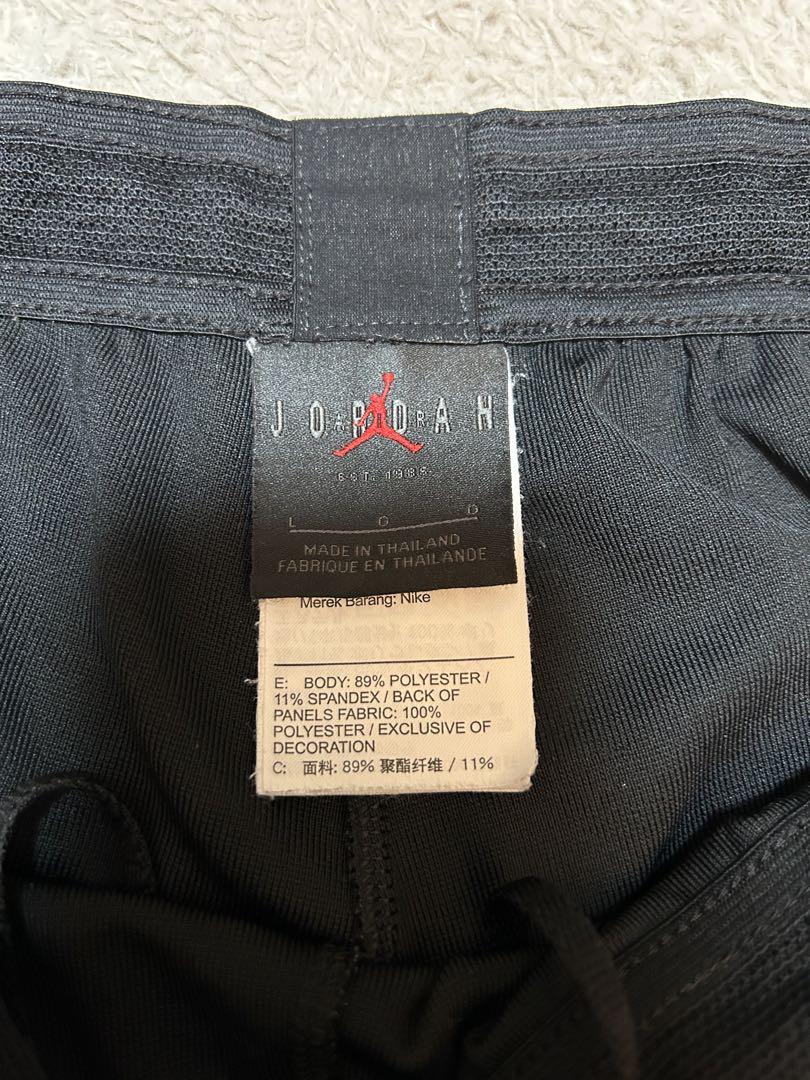 JORDAN
EST. 1985
L G G
MADE IN THAILAND
FABRIQUE EN THAILANDE
Merek Barang: Nike
E: BODY: 89% POLYESTER /
11% SPANDEX / BACK OF
PANELS FABRIC: 100%
POLYESTER / EXCLUSIVE OF
DECORATION
C: 面料: 89% 聚酯纤维 / 11%